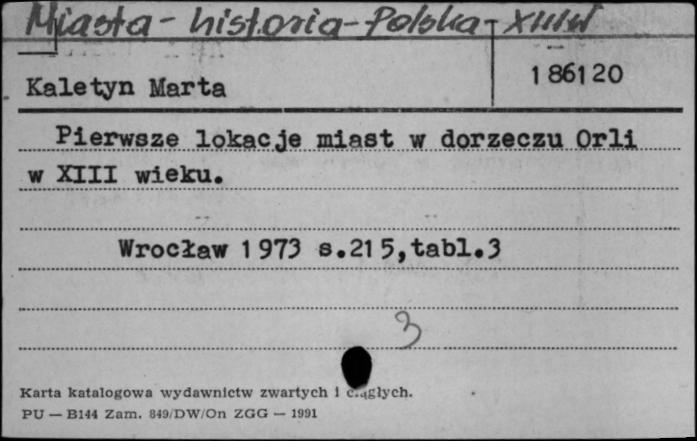 Miasta - historia - Polska - XIII w
Kaletyn Marta
186120
Pierwsze lokacje miast w dorzeczu Orli
w XIII wieku.
Wrocław 1973 s.215,tabl.3
3
Karta katalogowa wydawnictw zwartych i ciągłych.
PU — B144 Zam. 849/DW/On ZGG — 1991